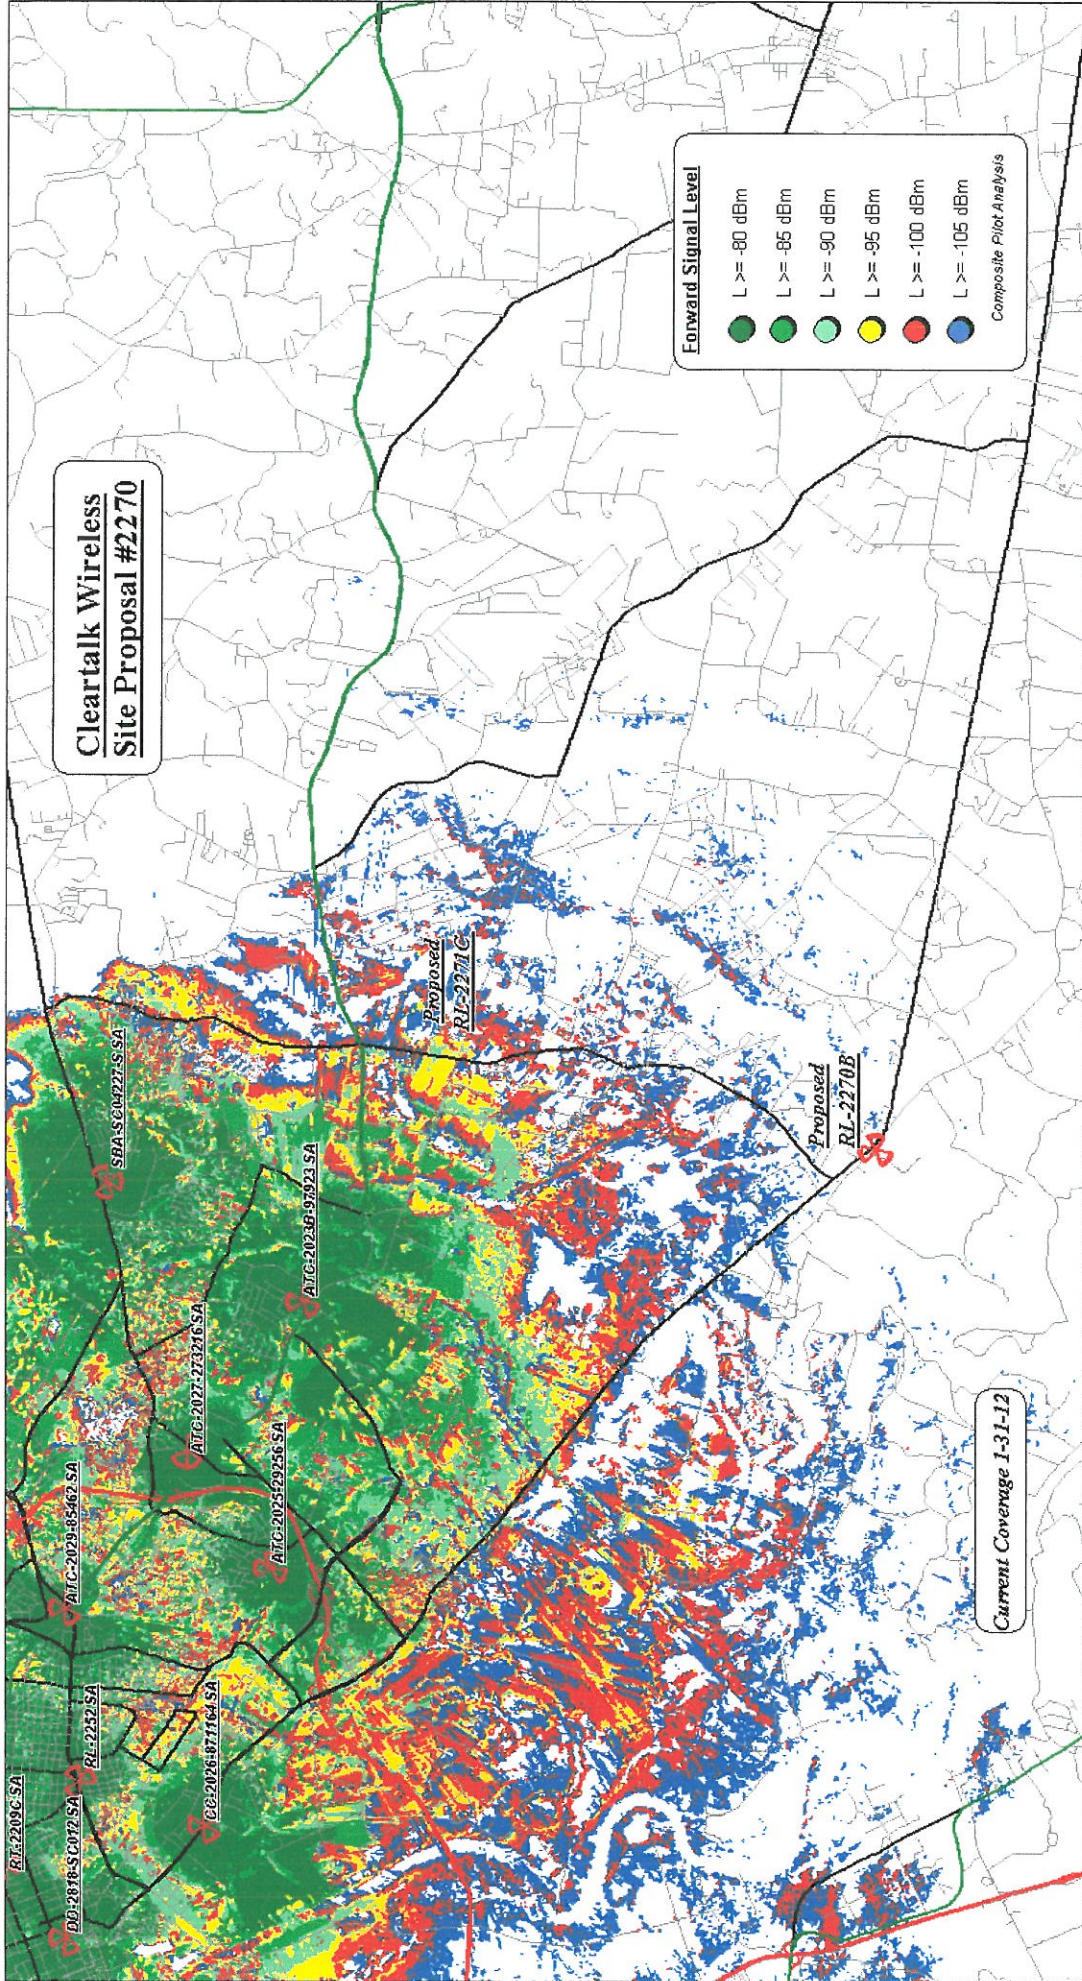 Cleartalk Wireless
Site Proposal #2270
RT-2209C SA
DD-2818-SC012 SA
RL-2252 SA
ATC-2029-85462-SA
CC-2026-871164 SA
ATC-2025-29256 SA
ATC-2027-273216 SA
ATC-2023B-97923 SA
SBA-SC04227-S SA
Proposed
RL-2271C
Proposed
RL-2270B
Current Coverage 1-31-12
Forward Signal Level
L >= -80 dBm
L >= -85 dBm
L >= -90 dBm
L >= -95 dBm
L >= -100 dBm
L >= -105 dBm
Composite Pilot Analysis